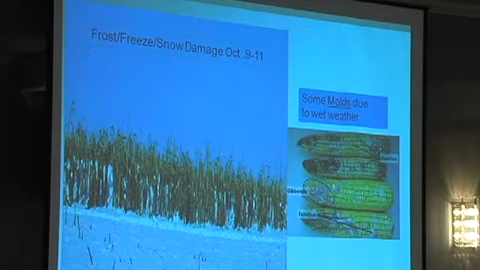 Frost/Freeze/Snow Damage Oct .9-11
Some Molds due
to wet weather
Gibberella